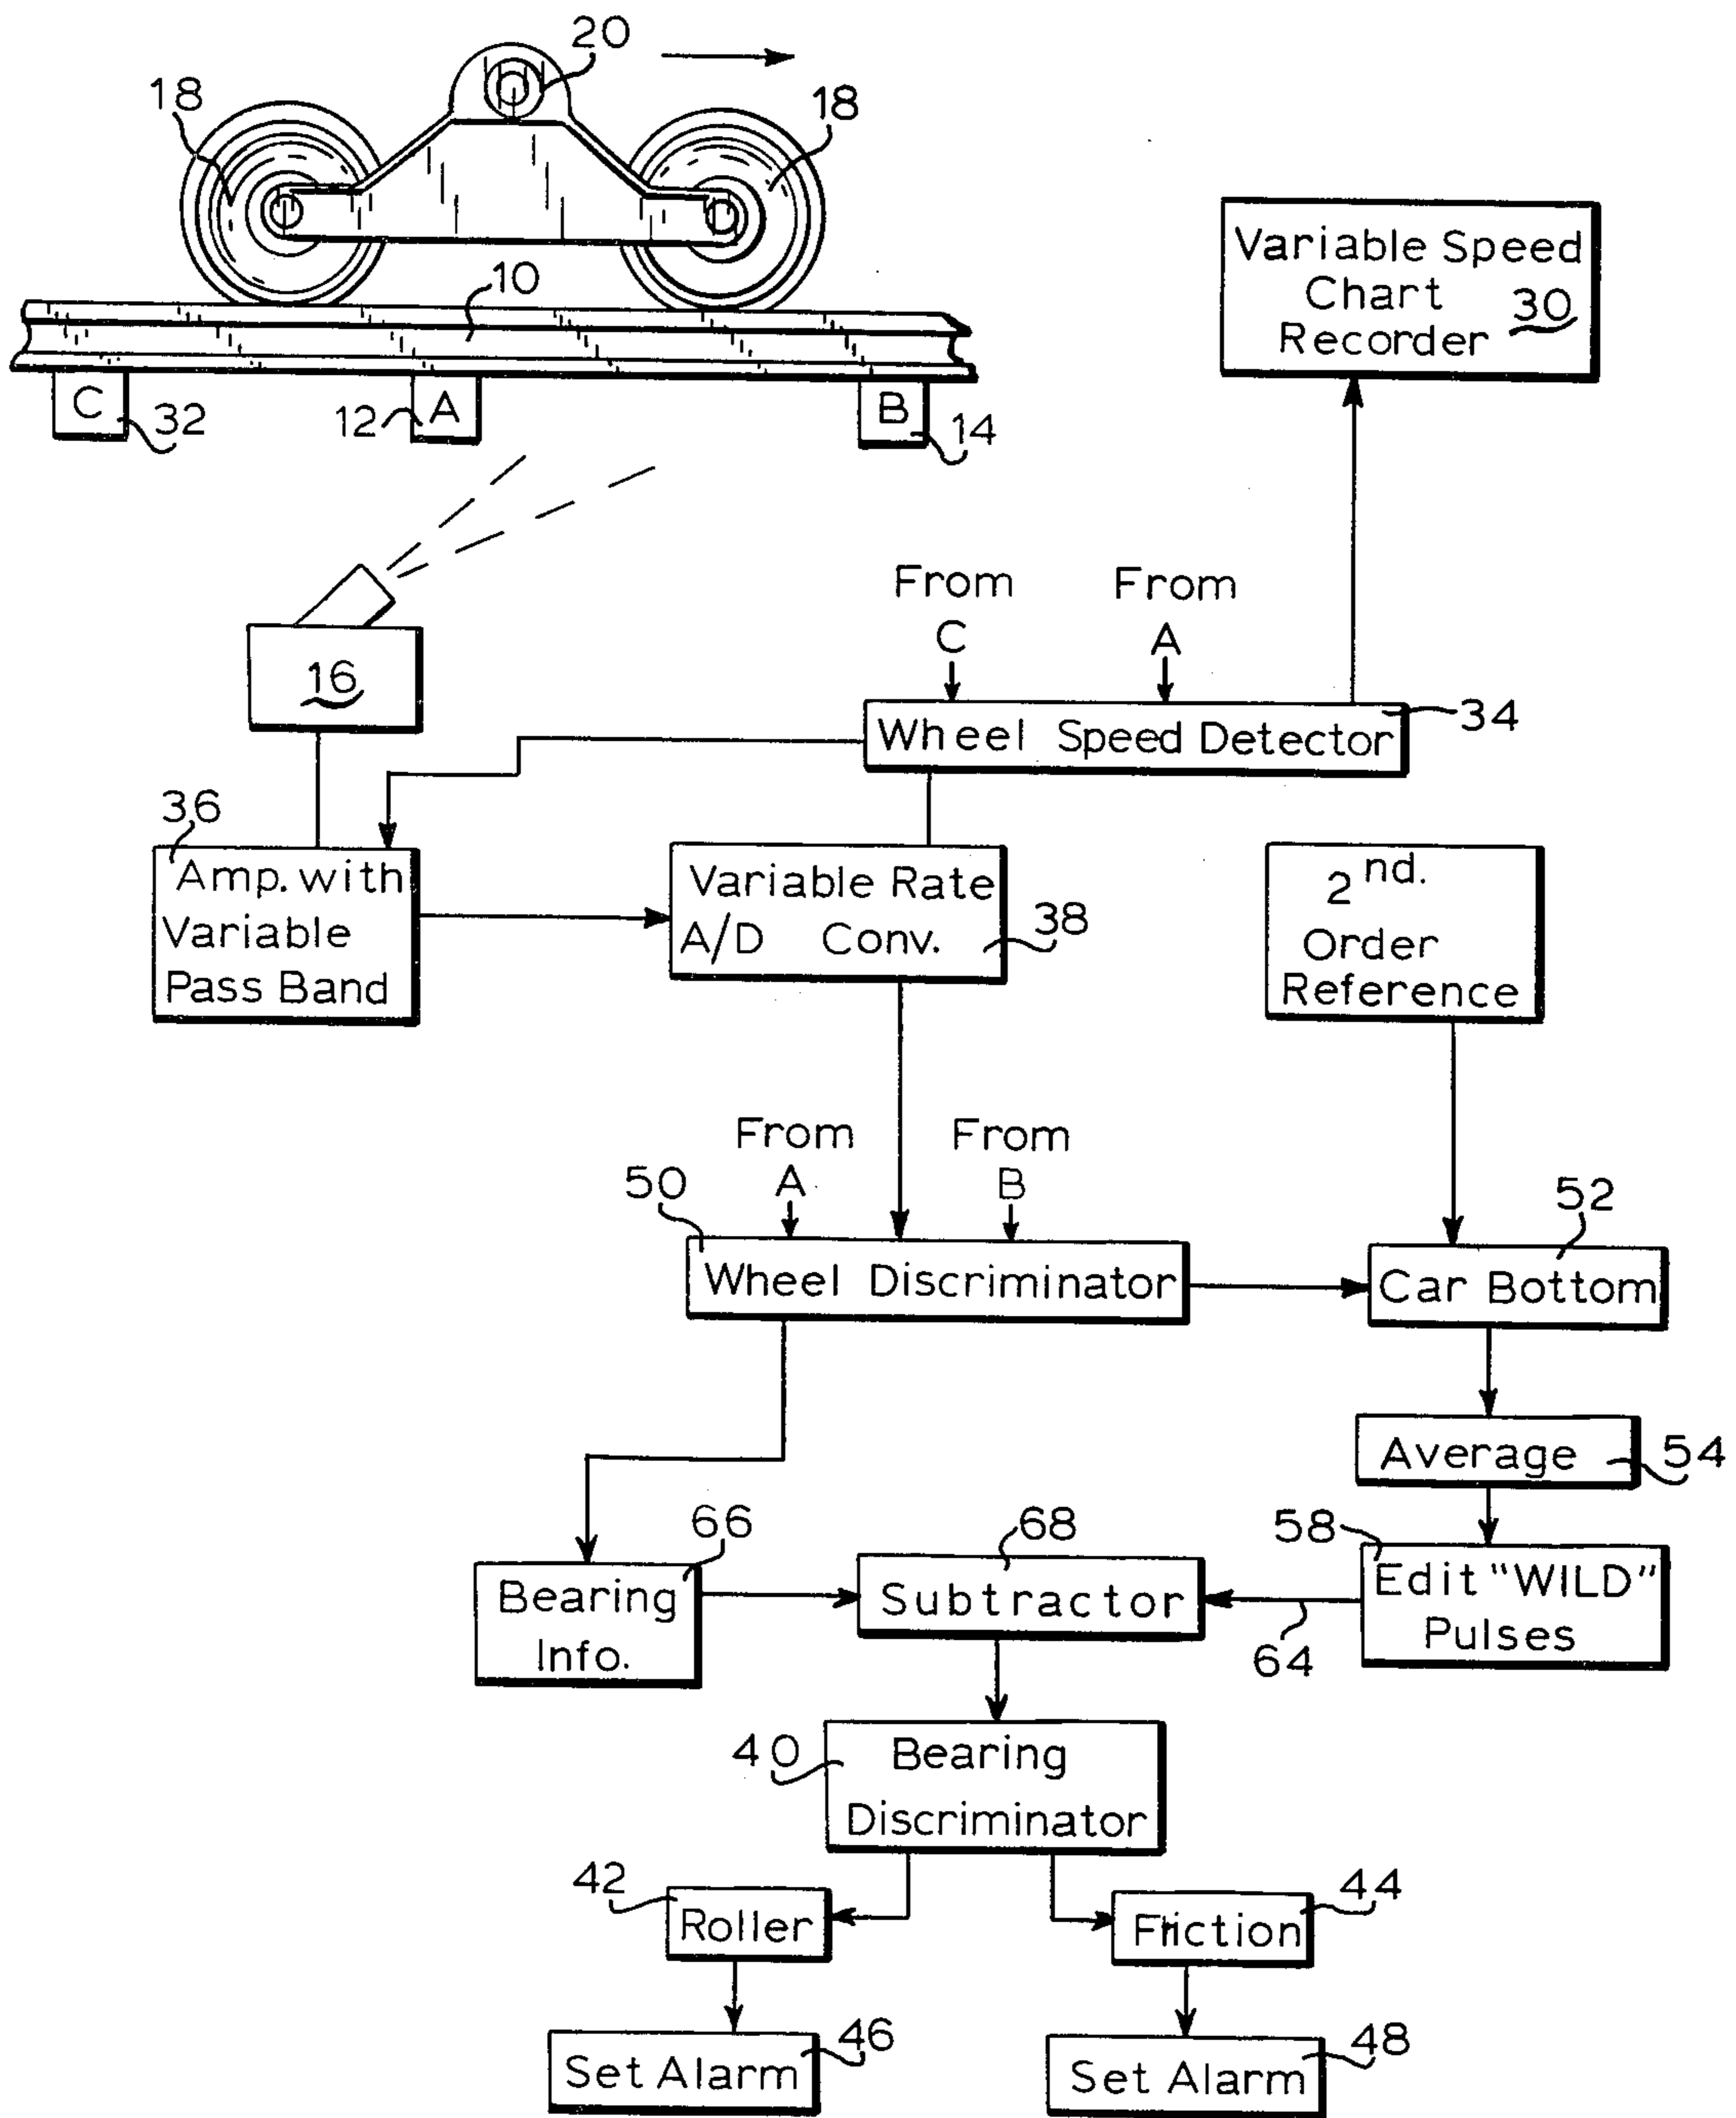 20
18
18
Variable Speed
Chart
Recorder 30
10
C
32
12
A
B
14
From
C
From
A
16
Wheel Speed Detector
34
36
Amp. with
Variable
Pass Band
Variable Rate
A/D Conv.
38
2nd.
Order
Reference
From
A
From
B
50
Wheel Discriminator
52
Car Bottom
Average
54
66
Bearing
Info.
68
Subtractor
58
Edit "WILD"
Pulses
64
40
Bearing
Discriminator
42
Roller
44
Friction
Set Alarm
46
Set Alarm
48